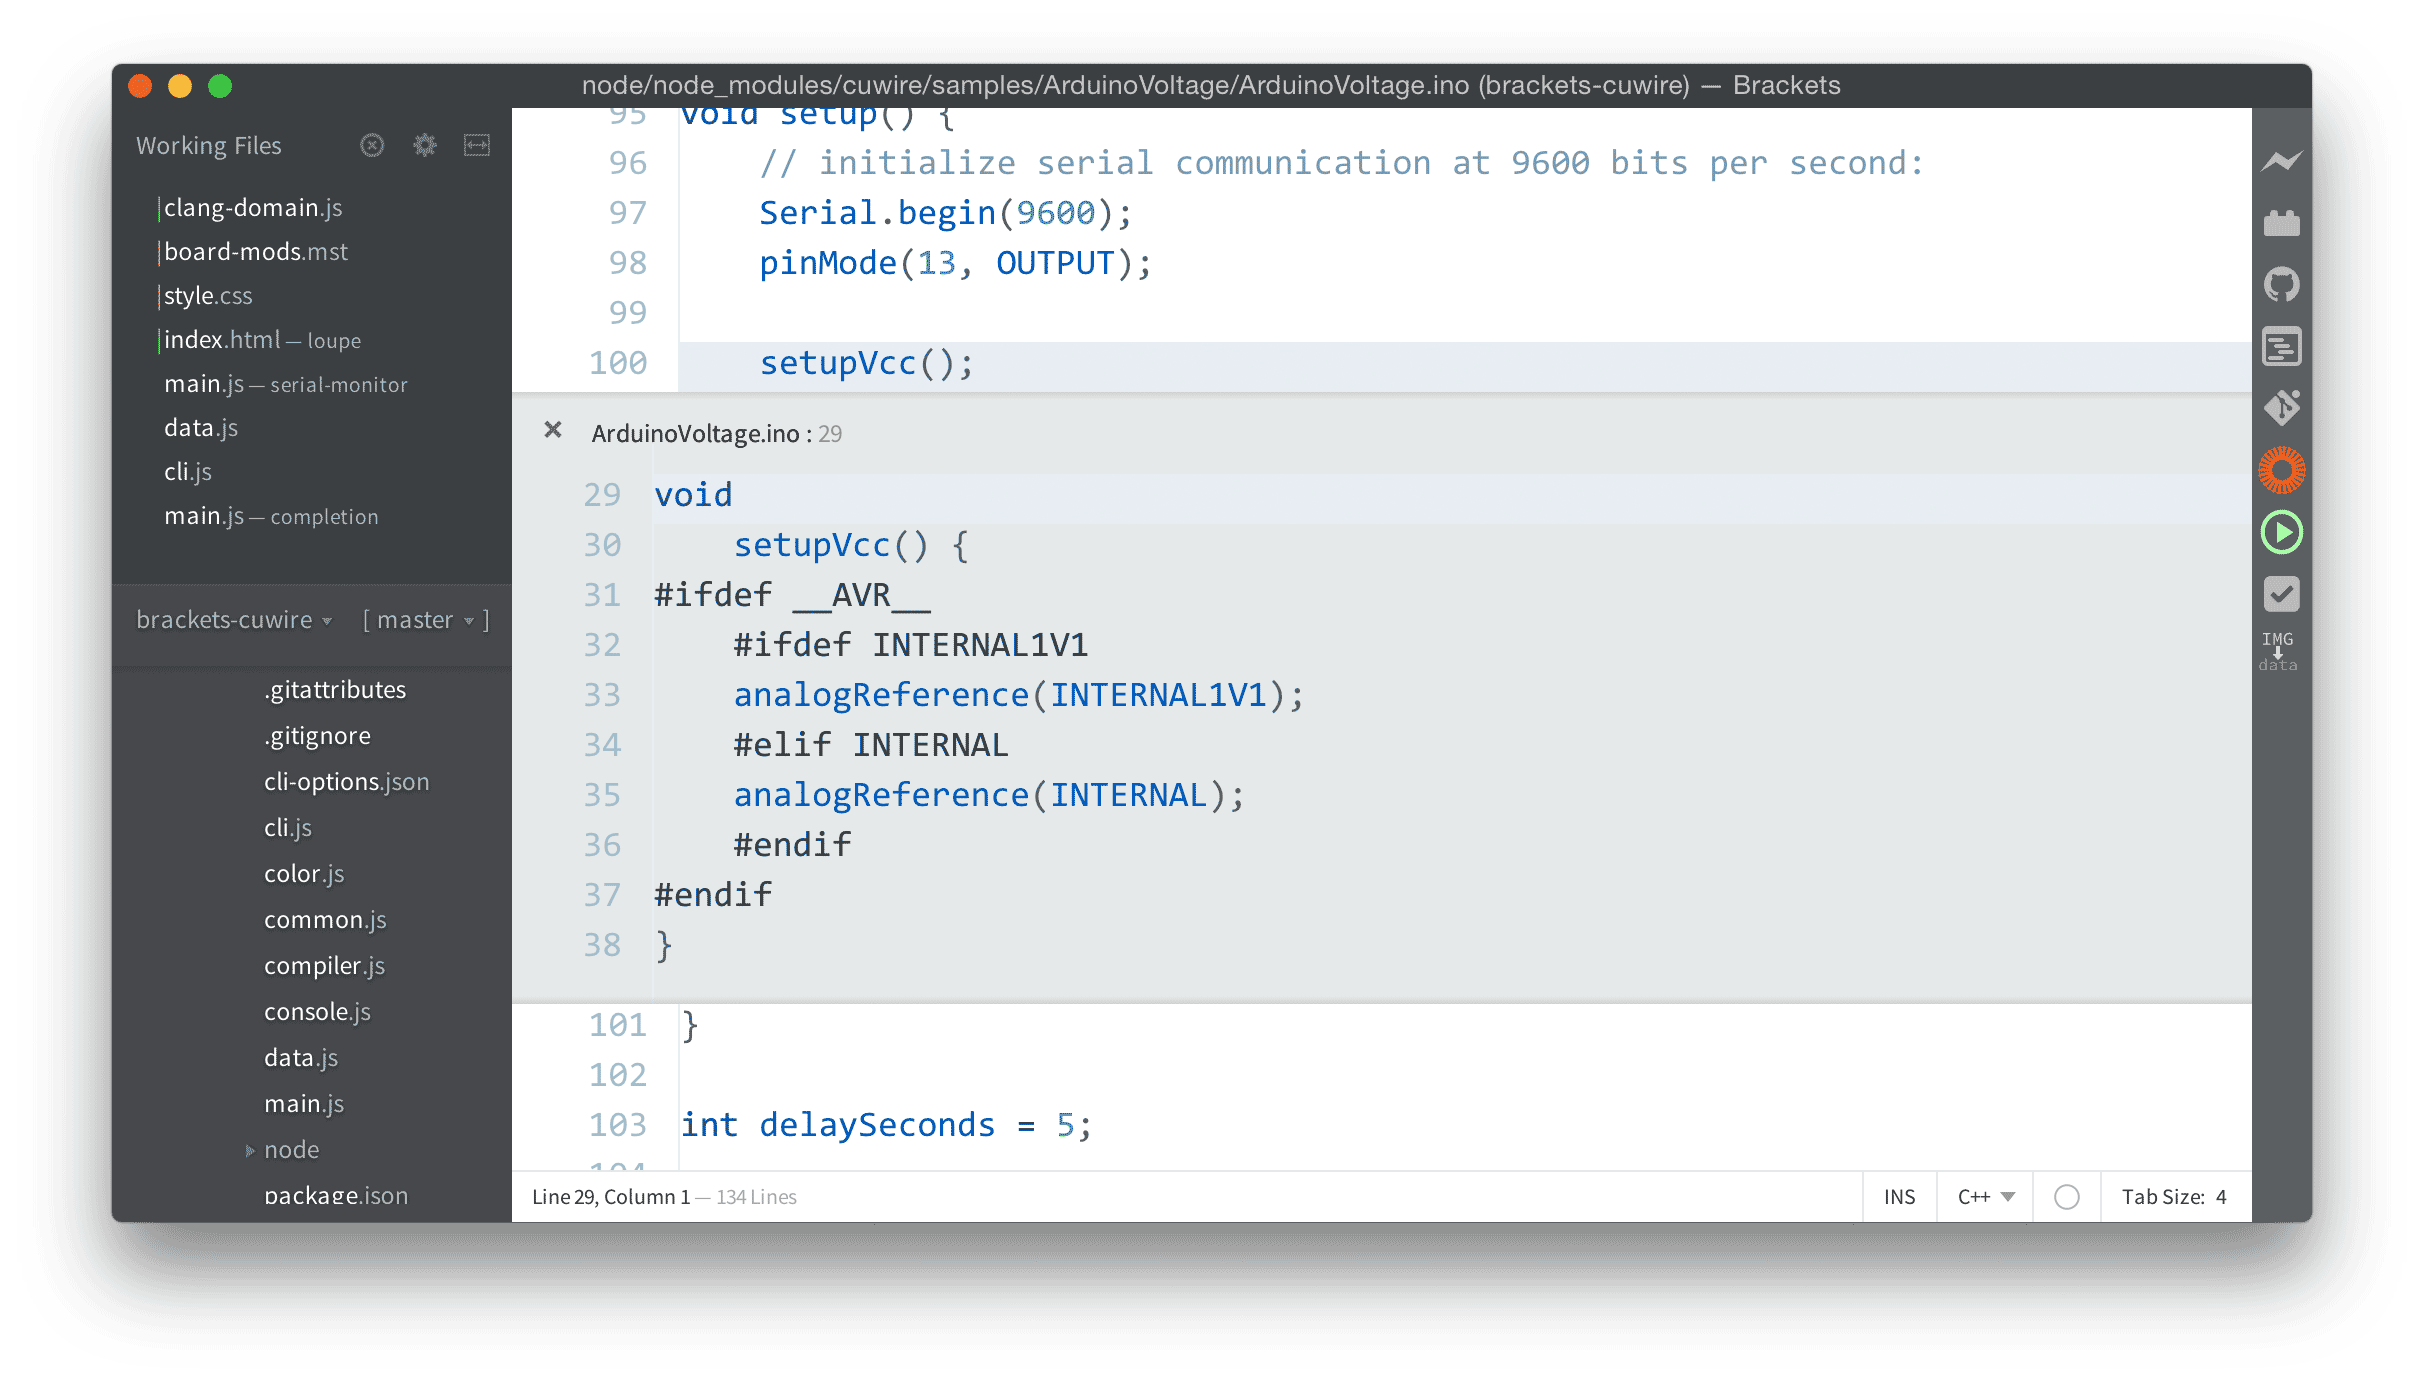 node/node_modules/cuwire/samples/ArduinoVoltage/ArduinoVoltage.ino (brackets-cuwire) — Brackets
Working Files
clang-domain.js
board-mods.mst
style.css
index.html — loupe
main.js — serial-monitor
data.js
cli.js
main.js — completion
brackets-cuwire [ master ]
.gitattributes
.gitignore
cli-options.json
cli.js
color.js
common.js
compiler.js
console.js
data.js
main.js
node
package.json
95 void setup() {
96 // initialize serial communication at 9600 bits per second:
97 Serial.begin(9600);
98 pinMode(13, OUTPUT);
99
100 setupVcc();
× ArduinoVoltage.ino : 29
29 void
30 setupVcc() {
31 #ifdef __AVR__
32 #ifdef INTERNAL1V1
33 analogReference(INTERNAL1V1);
34 #elif INTERNAL
35 analogReference(INTERNAL);
36 #endif
37 #endif
38 }
101 }
102
103 int delaySeconds = 5;
104
Line 29, Column 1 — 134 Lines
INS C++ Tab Size: 4
IMG
data